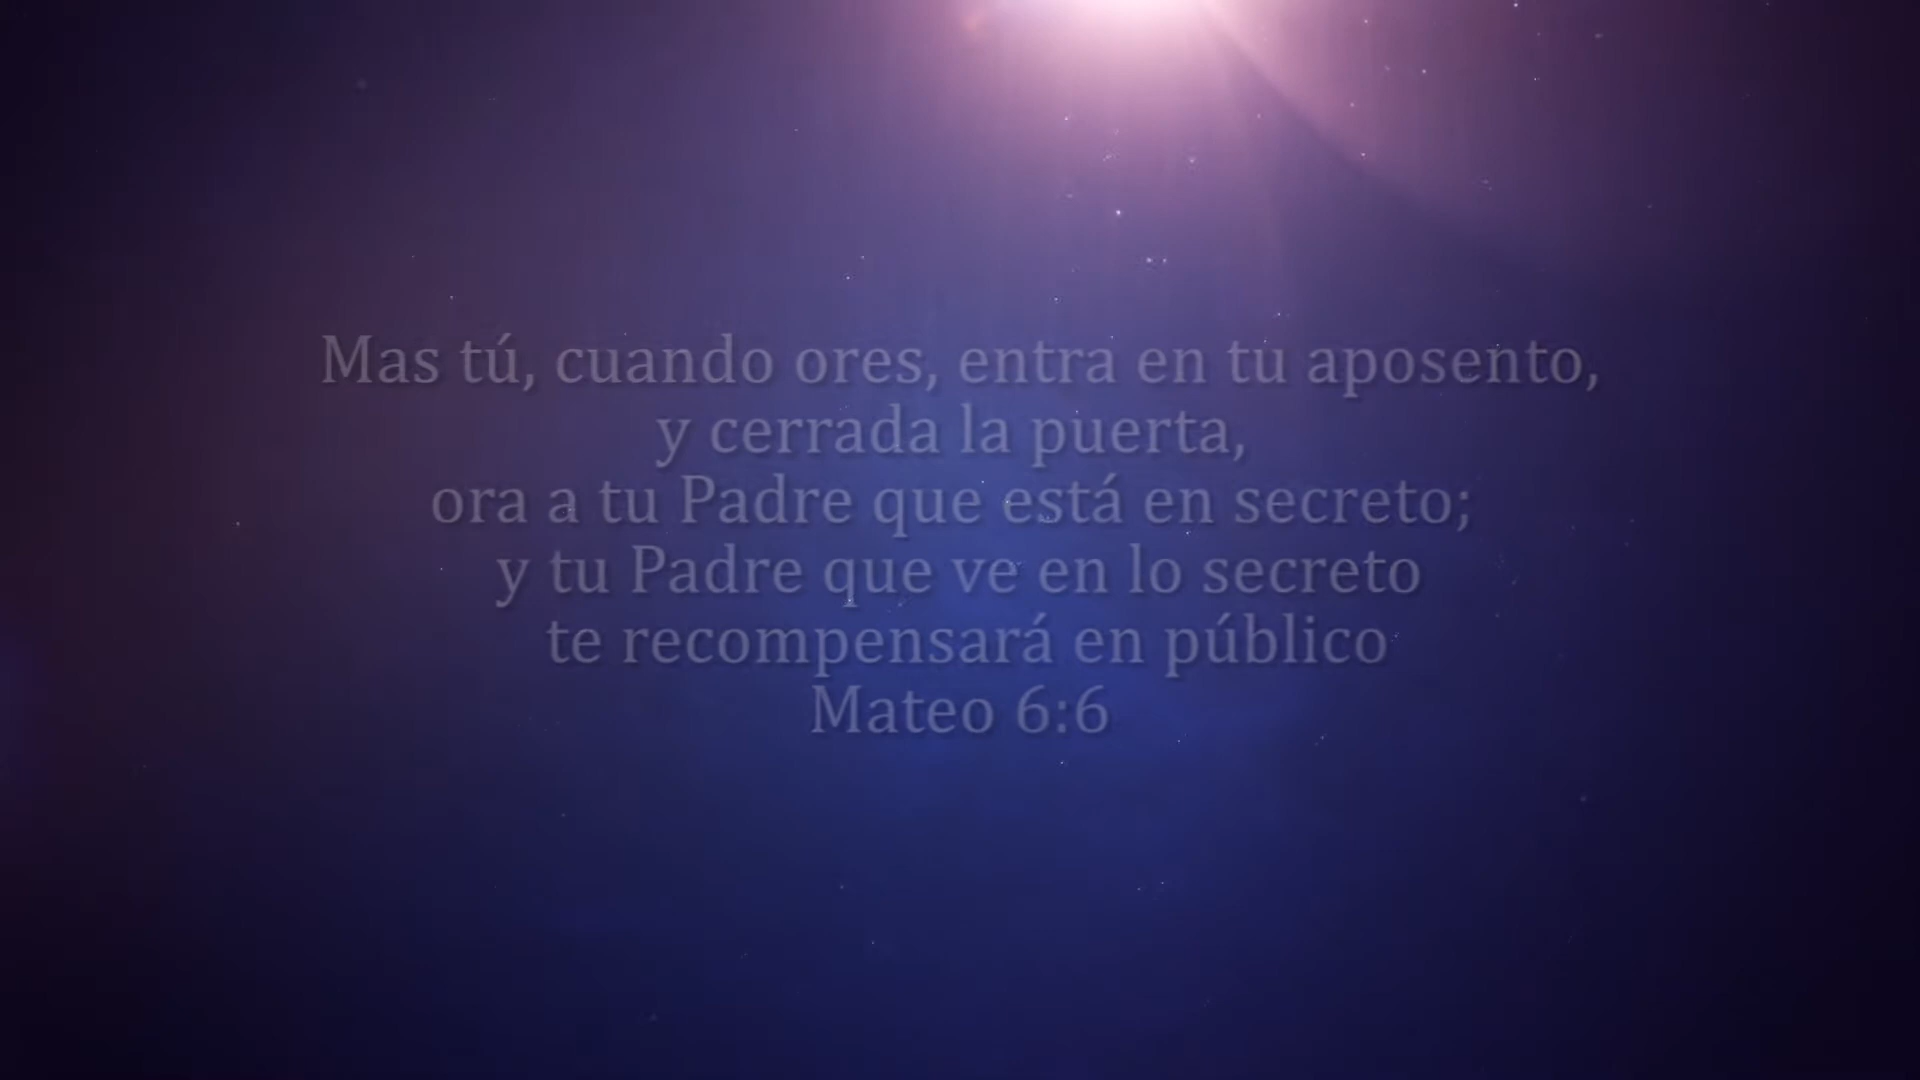 Mas tú, cuando ores, entra en tu aposento,
y cerrada la puerta,
ora a tu Padre que está en secreto;
y tu Padre que ve en lo secreto
te recompensará en público
Mateo 6:6